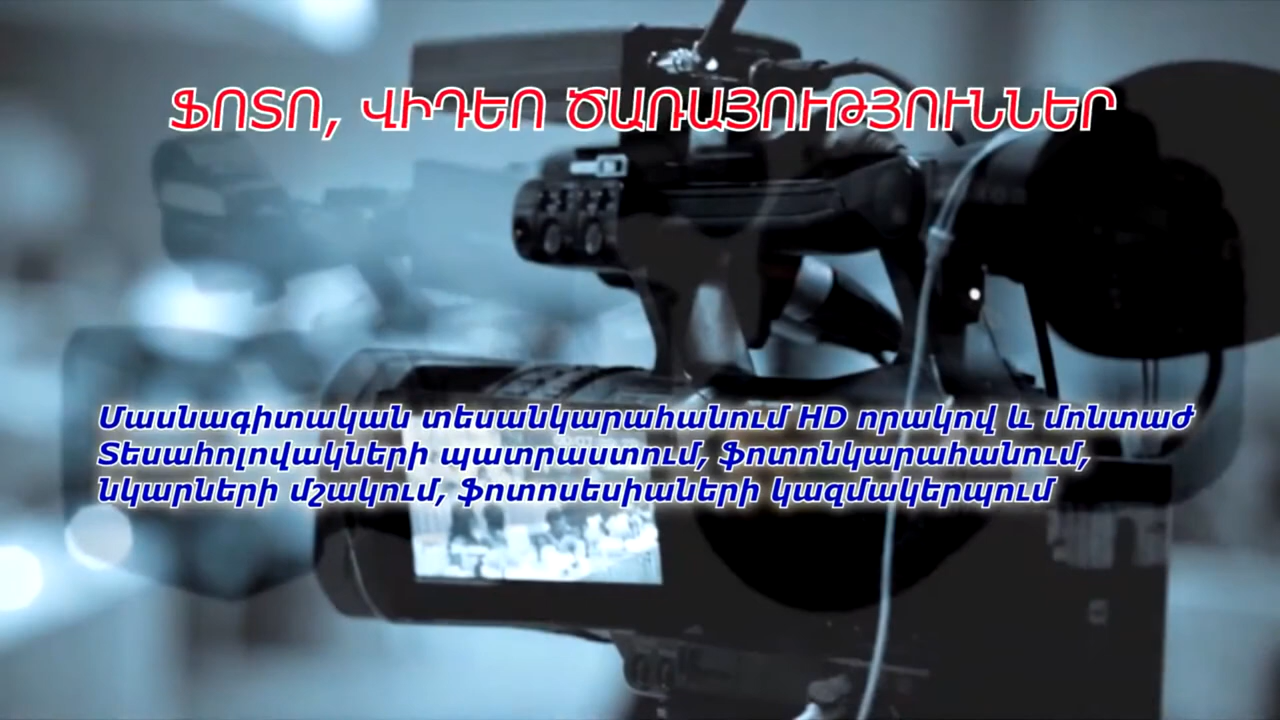 ՖՈՏՈ, ՎԻԴԵՈ ԾԱՌԱՅՈՒԹՅՈՒՆՆԵՐ
Մասնագիտական տեսանկարահանում HD որակով և մոնտաժ
Տեսահոլովակների պատրաստում, ֆոտոնկարահանում,
նկարների մշակում, ֆոտոսեսիաների կազմակերպում